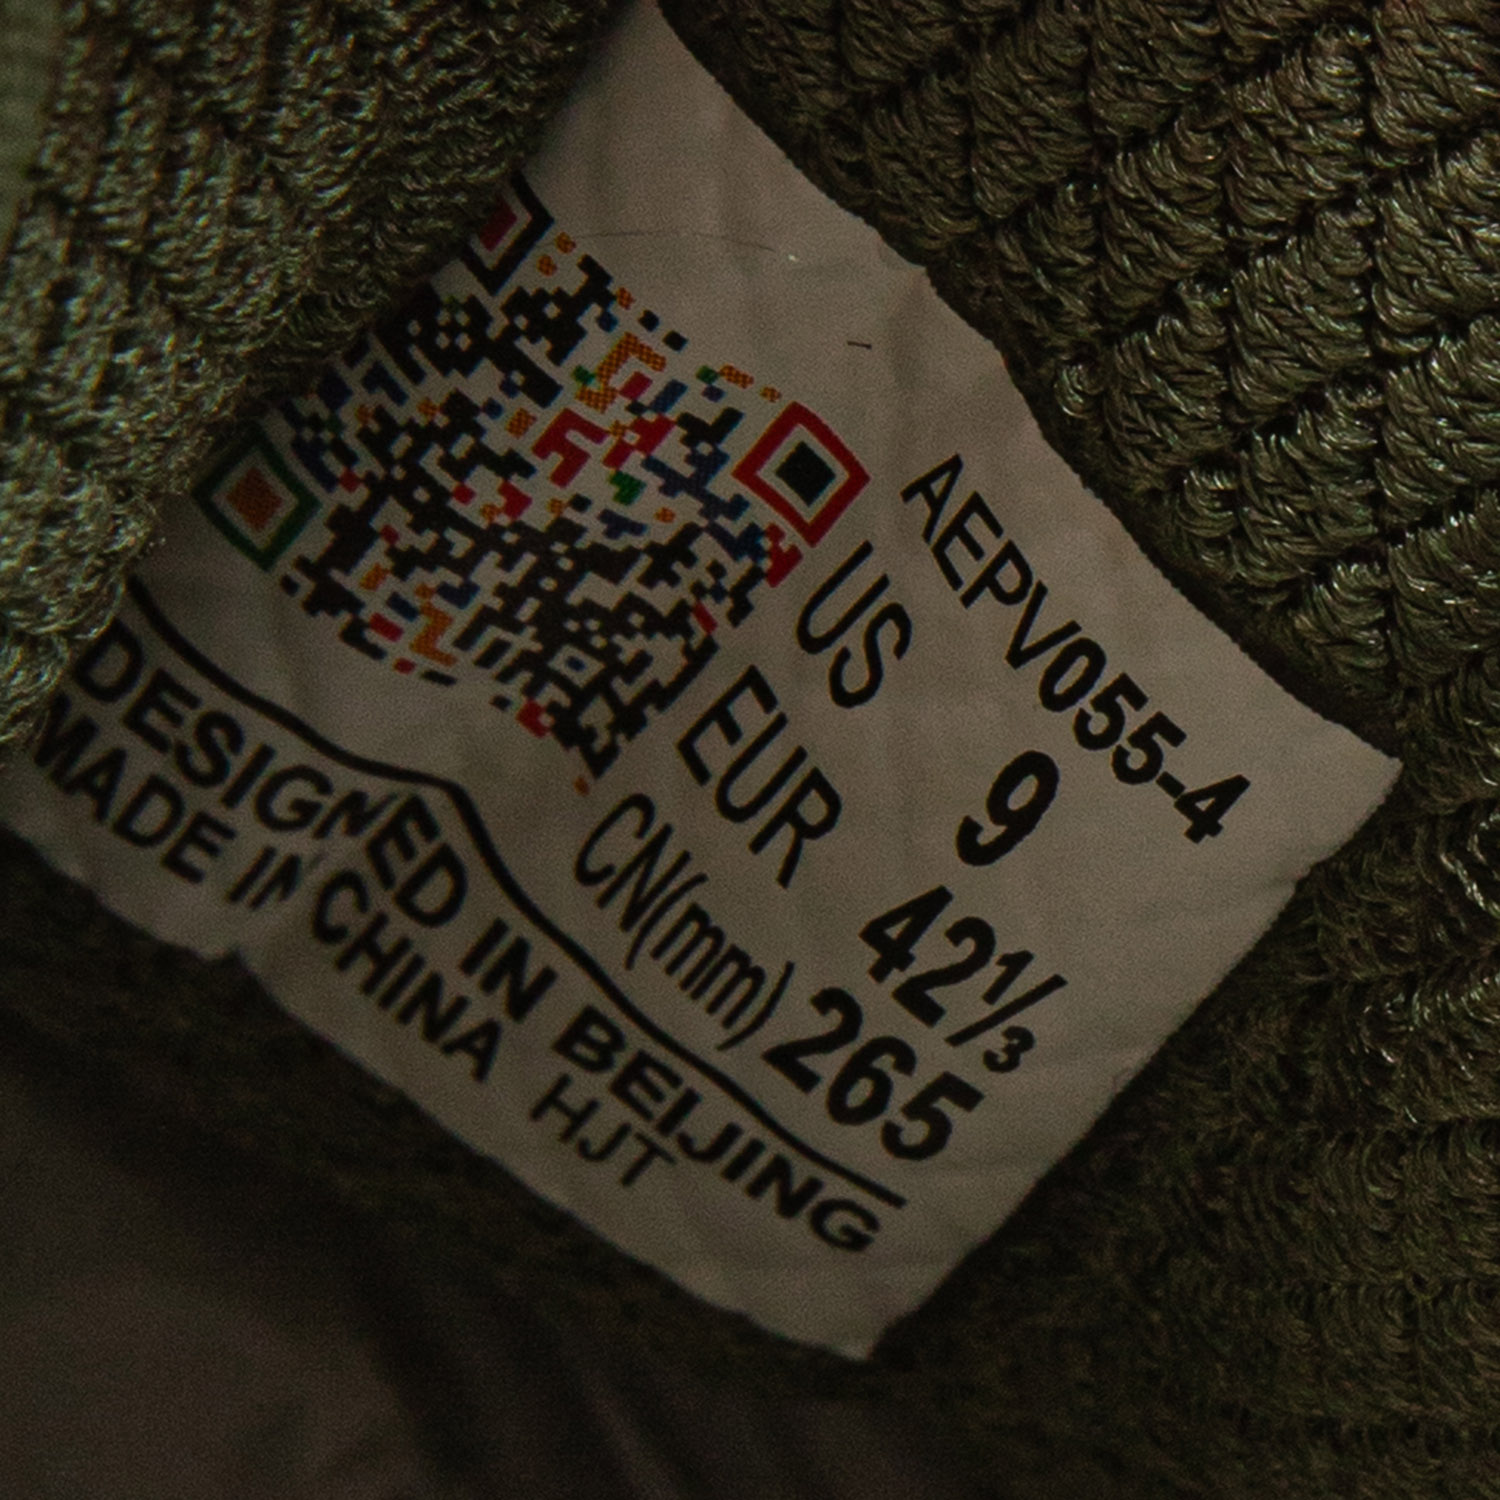 AEPV055-4
US 9
EUR 42⅓
CN(mm) 265
DESIGNED IN BEIJING
MADE IN CHINA HJT